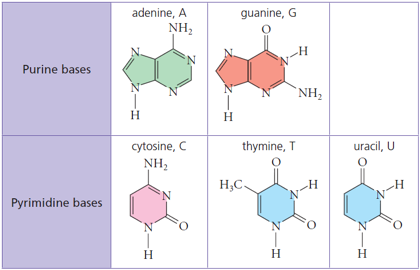 adenine, A
guanine, G
NH₂
O
N
N
N
H
Purine bases
N
N
N
NH₂
H
H
cytosine, C
thymine, T
uracil, U
NH₂
O
O
H₃C
N
N
H
N
H
Pyrimidine bases
N
O
N
O
N
O
H
H
H